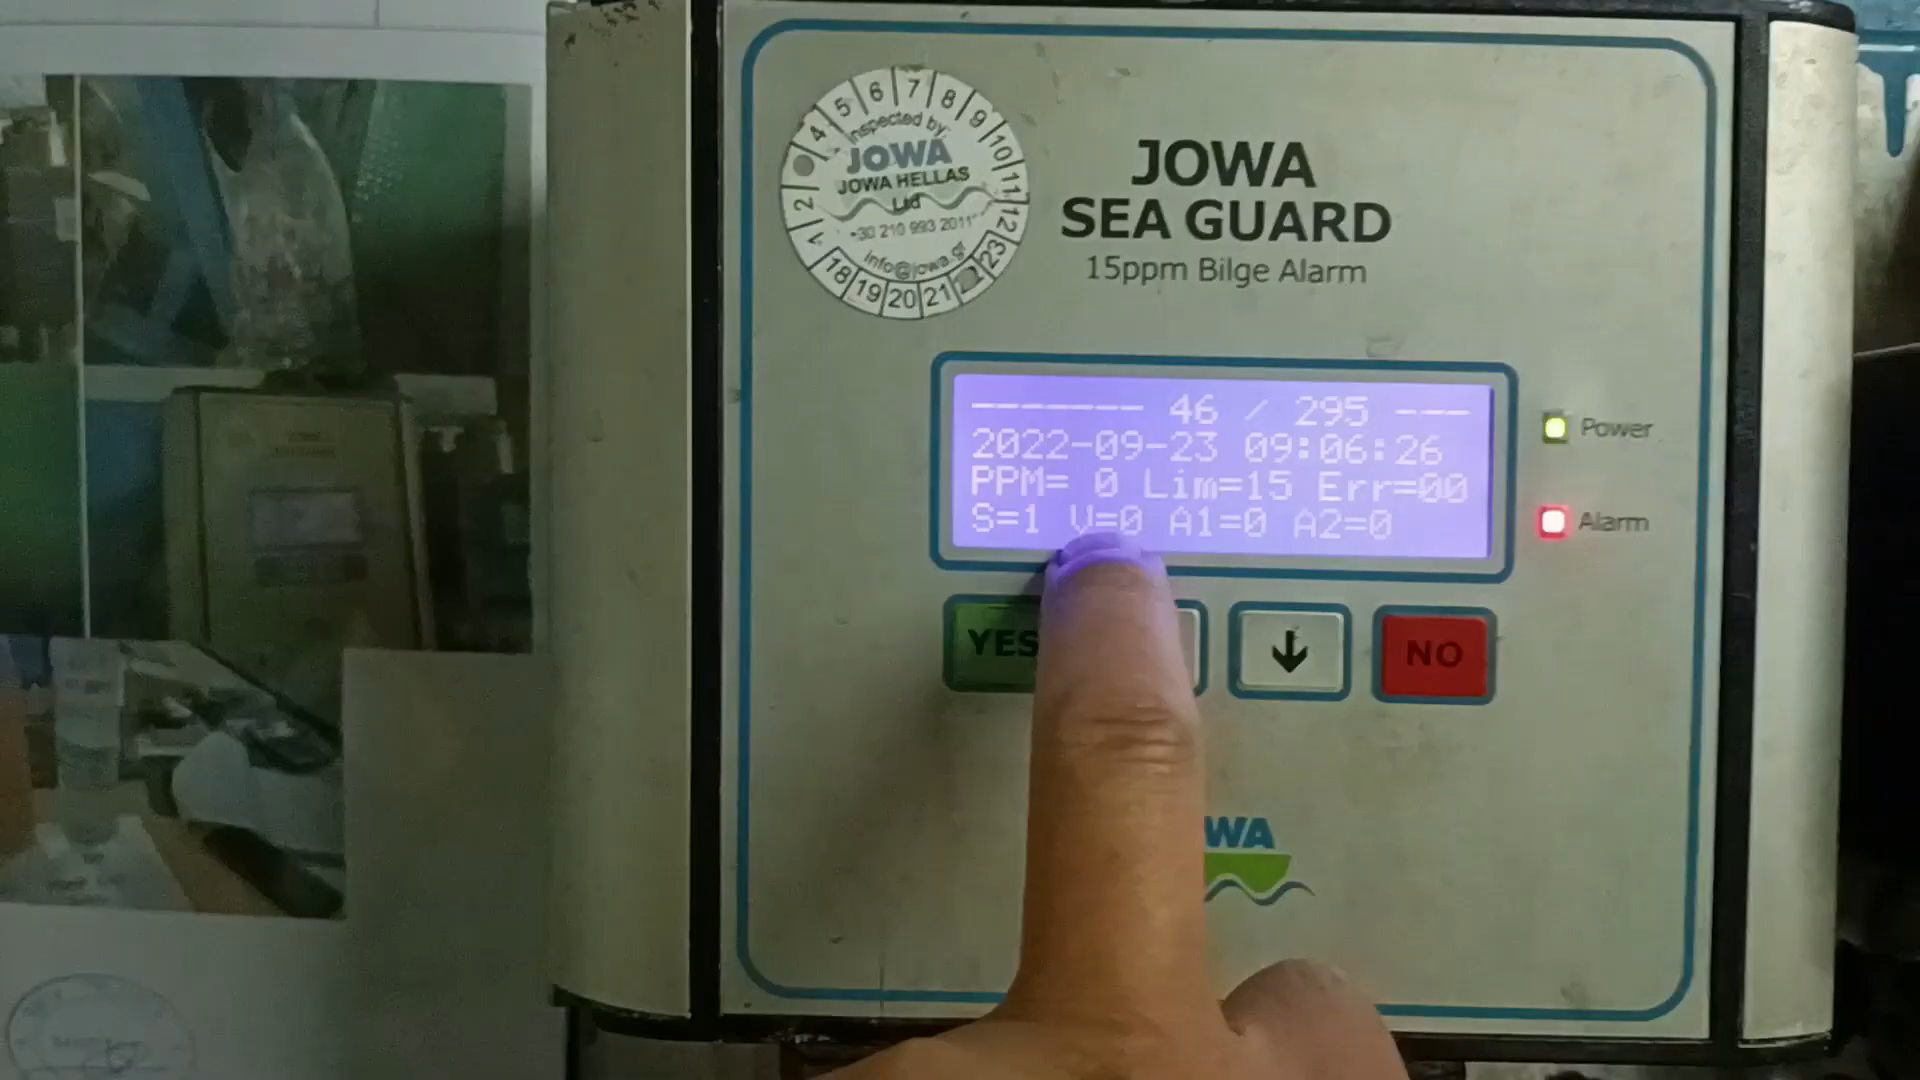 1 2 4 5 6 7 8 9 10 11 12
Inspected by:
JOWA
JOWA HELLAS
Ltd
+30 210 993 2011
info@jowa.gr
18 19 20 21 23
JOWA
SEA GUARD
15ppm Bilge Alarm
------- 46 / 295 ---
2022-09-23 09:06:26
PPM= 0 Lim=15 Err=00
S=1 V=0 A1=0 A2=0
Power
Alarm
YES ↓ NO
WA